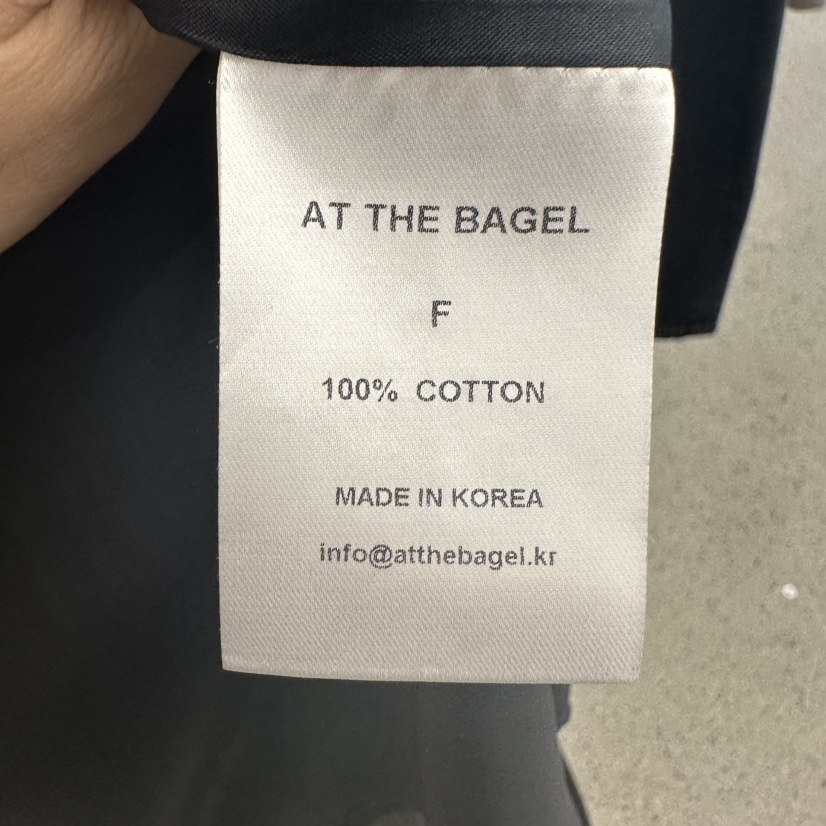 AT THE BAGEL
F
100% COTTON
MADE IN KOREA
info@atthebagel.kr